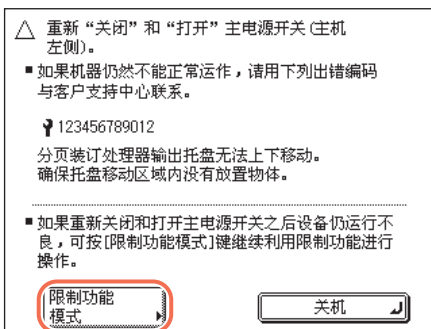 重新“关闭”和“打开”主电源开关(主机
左侧)。
■如果机器仍然不能正常运作，请用下列出错编码
与客户支持中心联系。
123456789012
分页装订处理器输出托盘无法上下移动。
确保托盘移动区域内没有放置物体。
■如果重新关闭和打开主电源开关之后设备仍运行不
良，可按[限制功能模式]键继续利用限制功能进行
操作。
限制功能
模式
关机